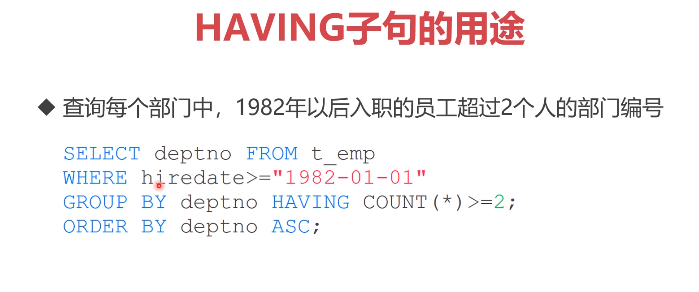 HAVING子句的用途
◆ 查询每个部门中，1982年以后入职的员工超过2个人的部门编号
SELECT deptno FROM t_emp
WHERE hiredate>="1982-01-01"
GROUP BY deptno HAVING COUNT(*)>=2;
ORDER BY deptno ASC;